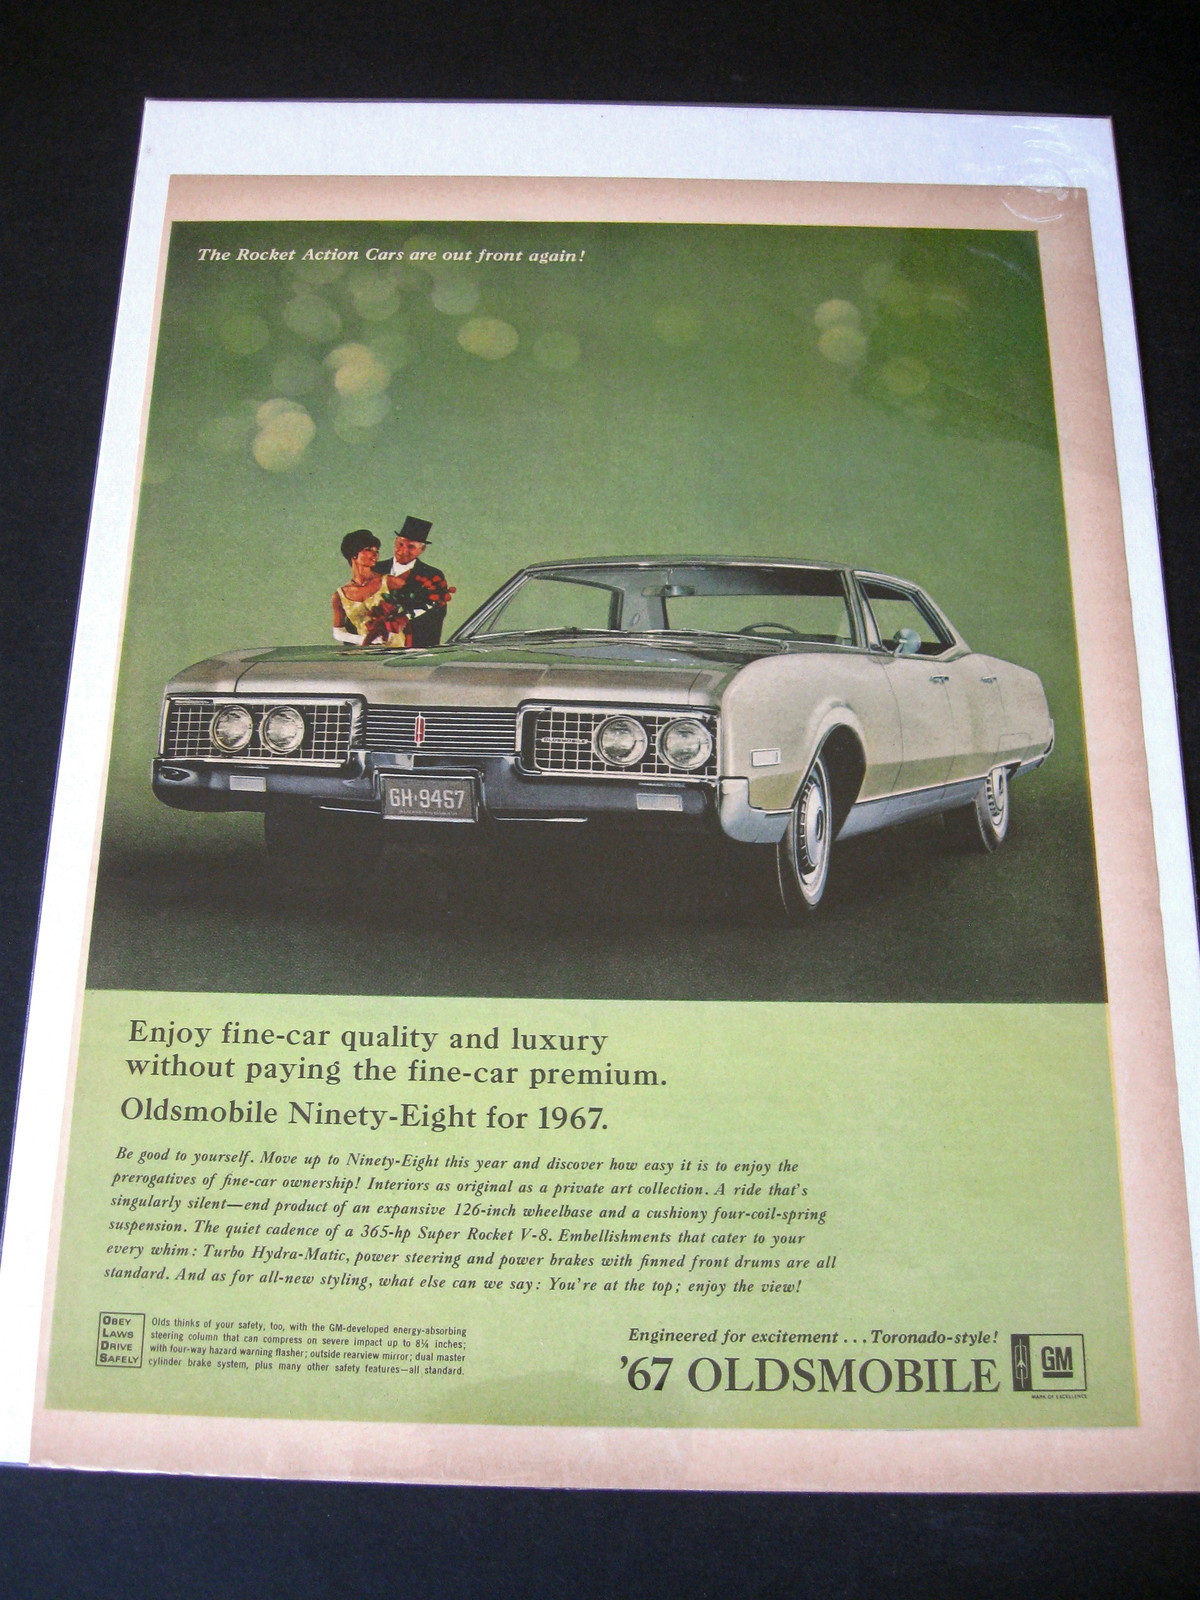 The Rocket Action Cars are out front again!
OLDSMOBILE
GH·9457
Enjoy fine-car quality and luxury
without paying the fine-car premium.
Oldsmobile Ninety-Eight for 1967.
Be good to yourself. Move up to Ninety-Eight this year and discover how easy it is to enjoy the
prerogatives of fine-car ownership! Interiors as original as a private art collection. A ride that's
singularly silent—end product of an expansive 126-inch wheelbase and a cushiony four-coil-spring
suspension. The quiet cadence of a 365-hp Super Rocket V-8. Embellishments that cater to your
every whim: Turbo Hydra-Matic, power steering and power brakes with finned front drums are all
standard. And as for all-new styling, what else can we say: You're at the top; enjoy the view!
OBEY
LAWS
DRIVE
SAFELY
Olds thinks of your safety, too, with the GM-developed energy-absorbing
steering column that can compress on severe impact up to 8¼ inches;
with four-way hazard warning flasher; outside rearview mirror; dual master
cylinder brake system, plus many other safety features—all standard.
Engineered for excitement . . . Toronado-style!
'67 OLDSMOBILE
GM
MARK OF EXCELLENCE